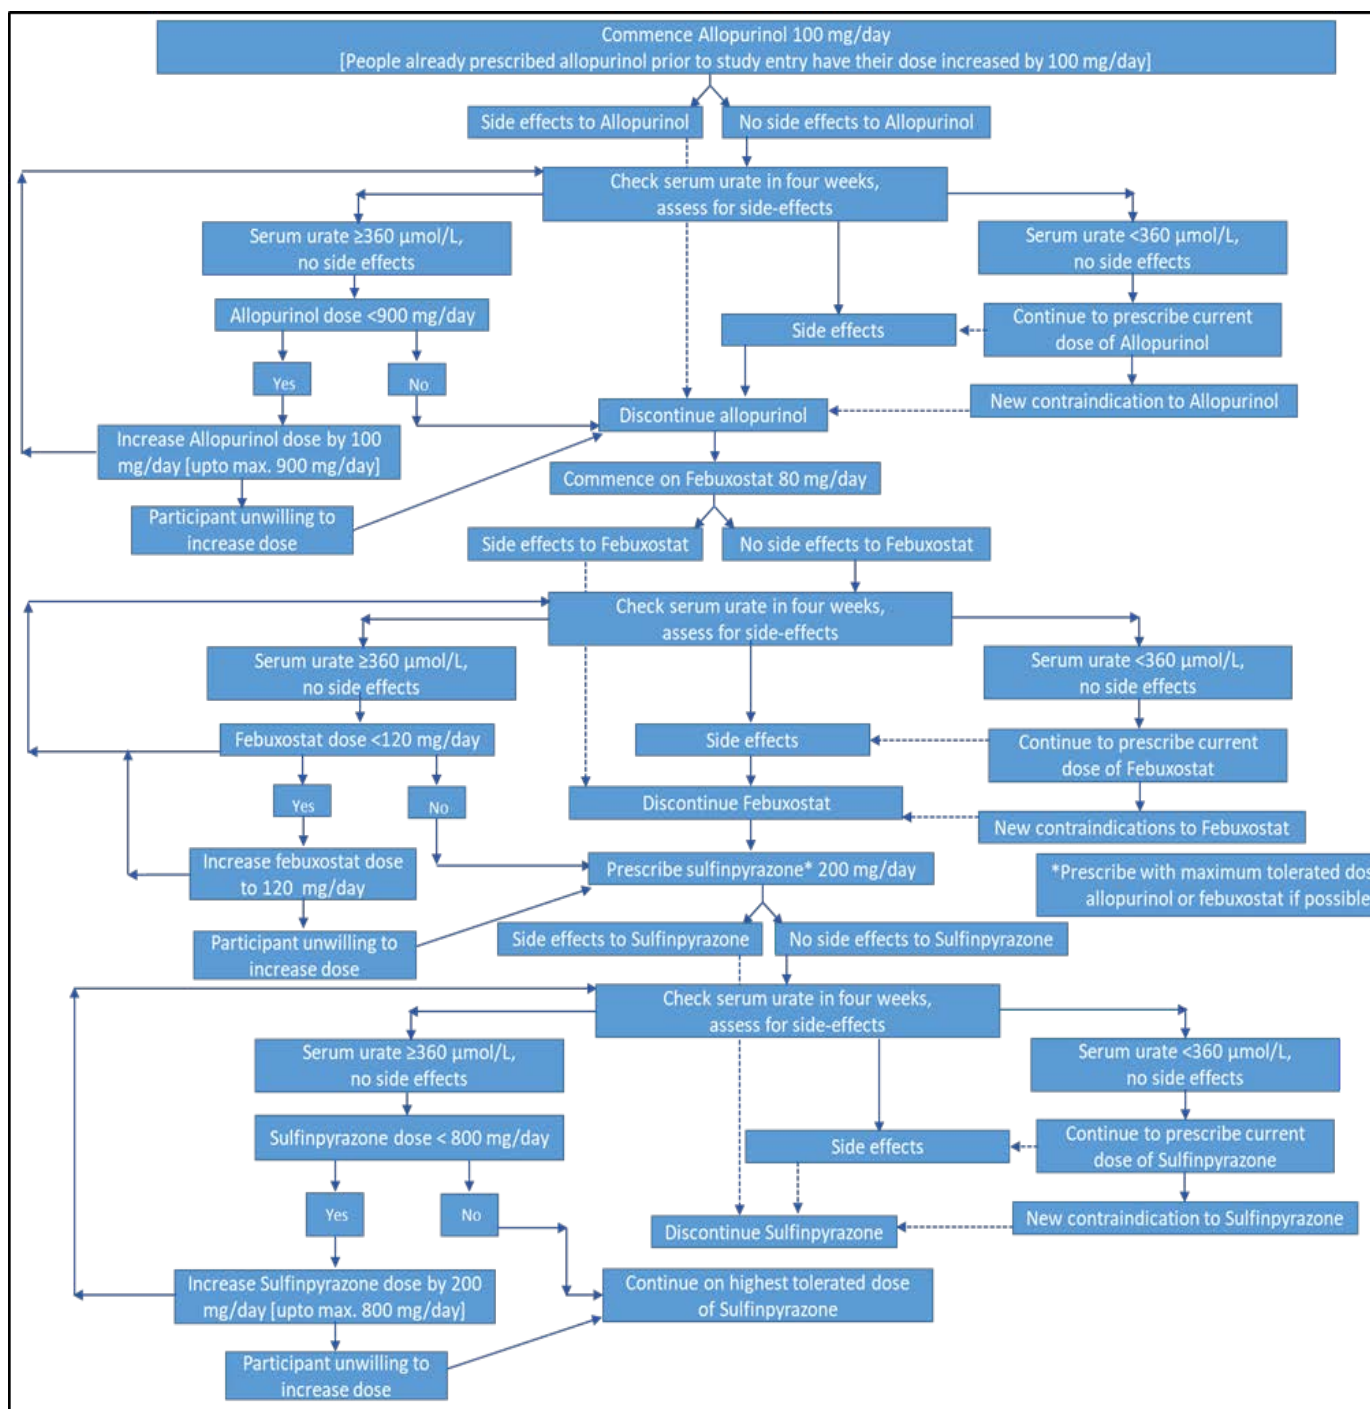 Commence Allopurinol 100 mg/day
[People already prescribed allopurinol prior to study entry have their dose increased by 100 mg/day]
Side effects to Allopurinol
No side effects to Allopurinol
Check serum urate in four weeks,
assess for side-effects
Serum urate ≥360 µmol/L,
no side effects
Serum urate <360 µmol/L,
no side effects
Allopurinol dose <900 mg/day
Side effects
Continue to prescribe current
dose of Allopurinol
Yes
No
New contraindication to Allopurinol
Discontinue allopurinol
Increase Allopurinol dose by 100
mg/day [upto max. 900 mg/day]
Commence on Febuxostat 80 mg/day
Participant unwilling to
increase dose
Side effects to Febuxostat
No side effects to Febuxostat
Check serum urate in four weeks,
assess for side-effects
Serum urate ≥360 µmol/L,
no side effects
Serum urate <360 µmol/L,
no side effects
Febuxostat dose <120 mg/day
Side effects
Continue to prescribe current
dose of Febuxostat
Yes
No
Discontinue Febuxostat
New contraindications to Febuxostat
Increase febuxostat dose
to 120 mg/day
Prescribe sulfinpyrazone* 200 mg/day
*Prescribe with maximum tolerated dos
allopurinol or febuxostat if possible
Participant unwilling to
increase dose
Side effects to Sulfinpyrazone
No side effects to Sulfinpyrazone
Check serum urate in four weeks,
assess for side-effects
Serum urate ≥360 µmol/L,
no side effects
Serum urate <360 µmol/L,
no side effects
Sulfinpyrazone dose < 800 mg/day
Side effects
Continue to prescribe current
dose of Sulfinpyrazone
Yes
No
Discontinue Sulfinpyrazone
New contraindication to Sulfinpyrazone
Increase Sulfinpyrazone dose by 200
mg/day [upto max. 800 mg/day]
Continue on highest tolerated dose
of Sulfinpyrazone
Participant unwilling to
increase dose